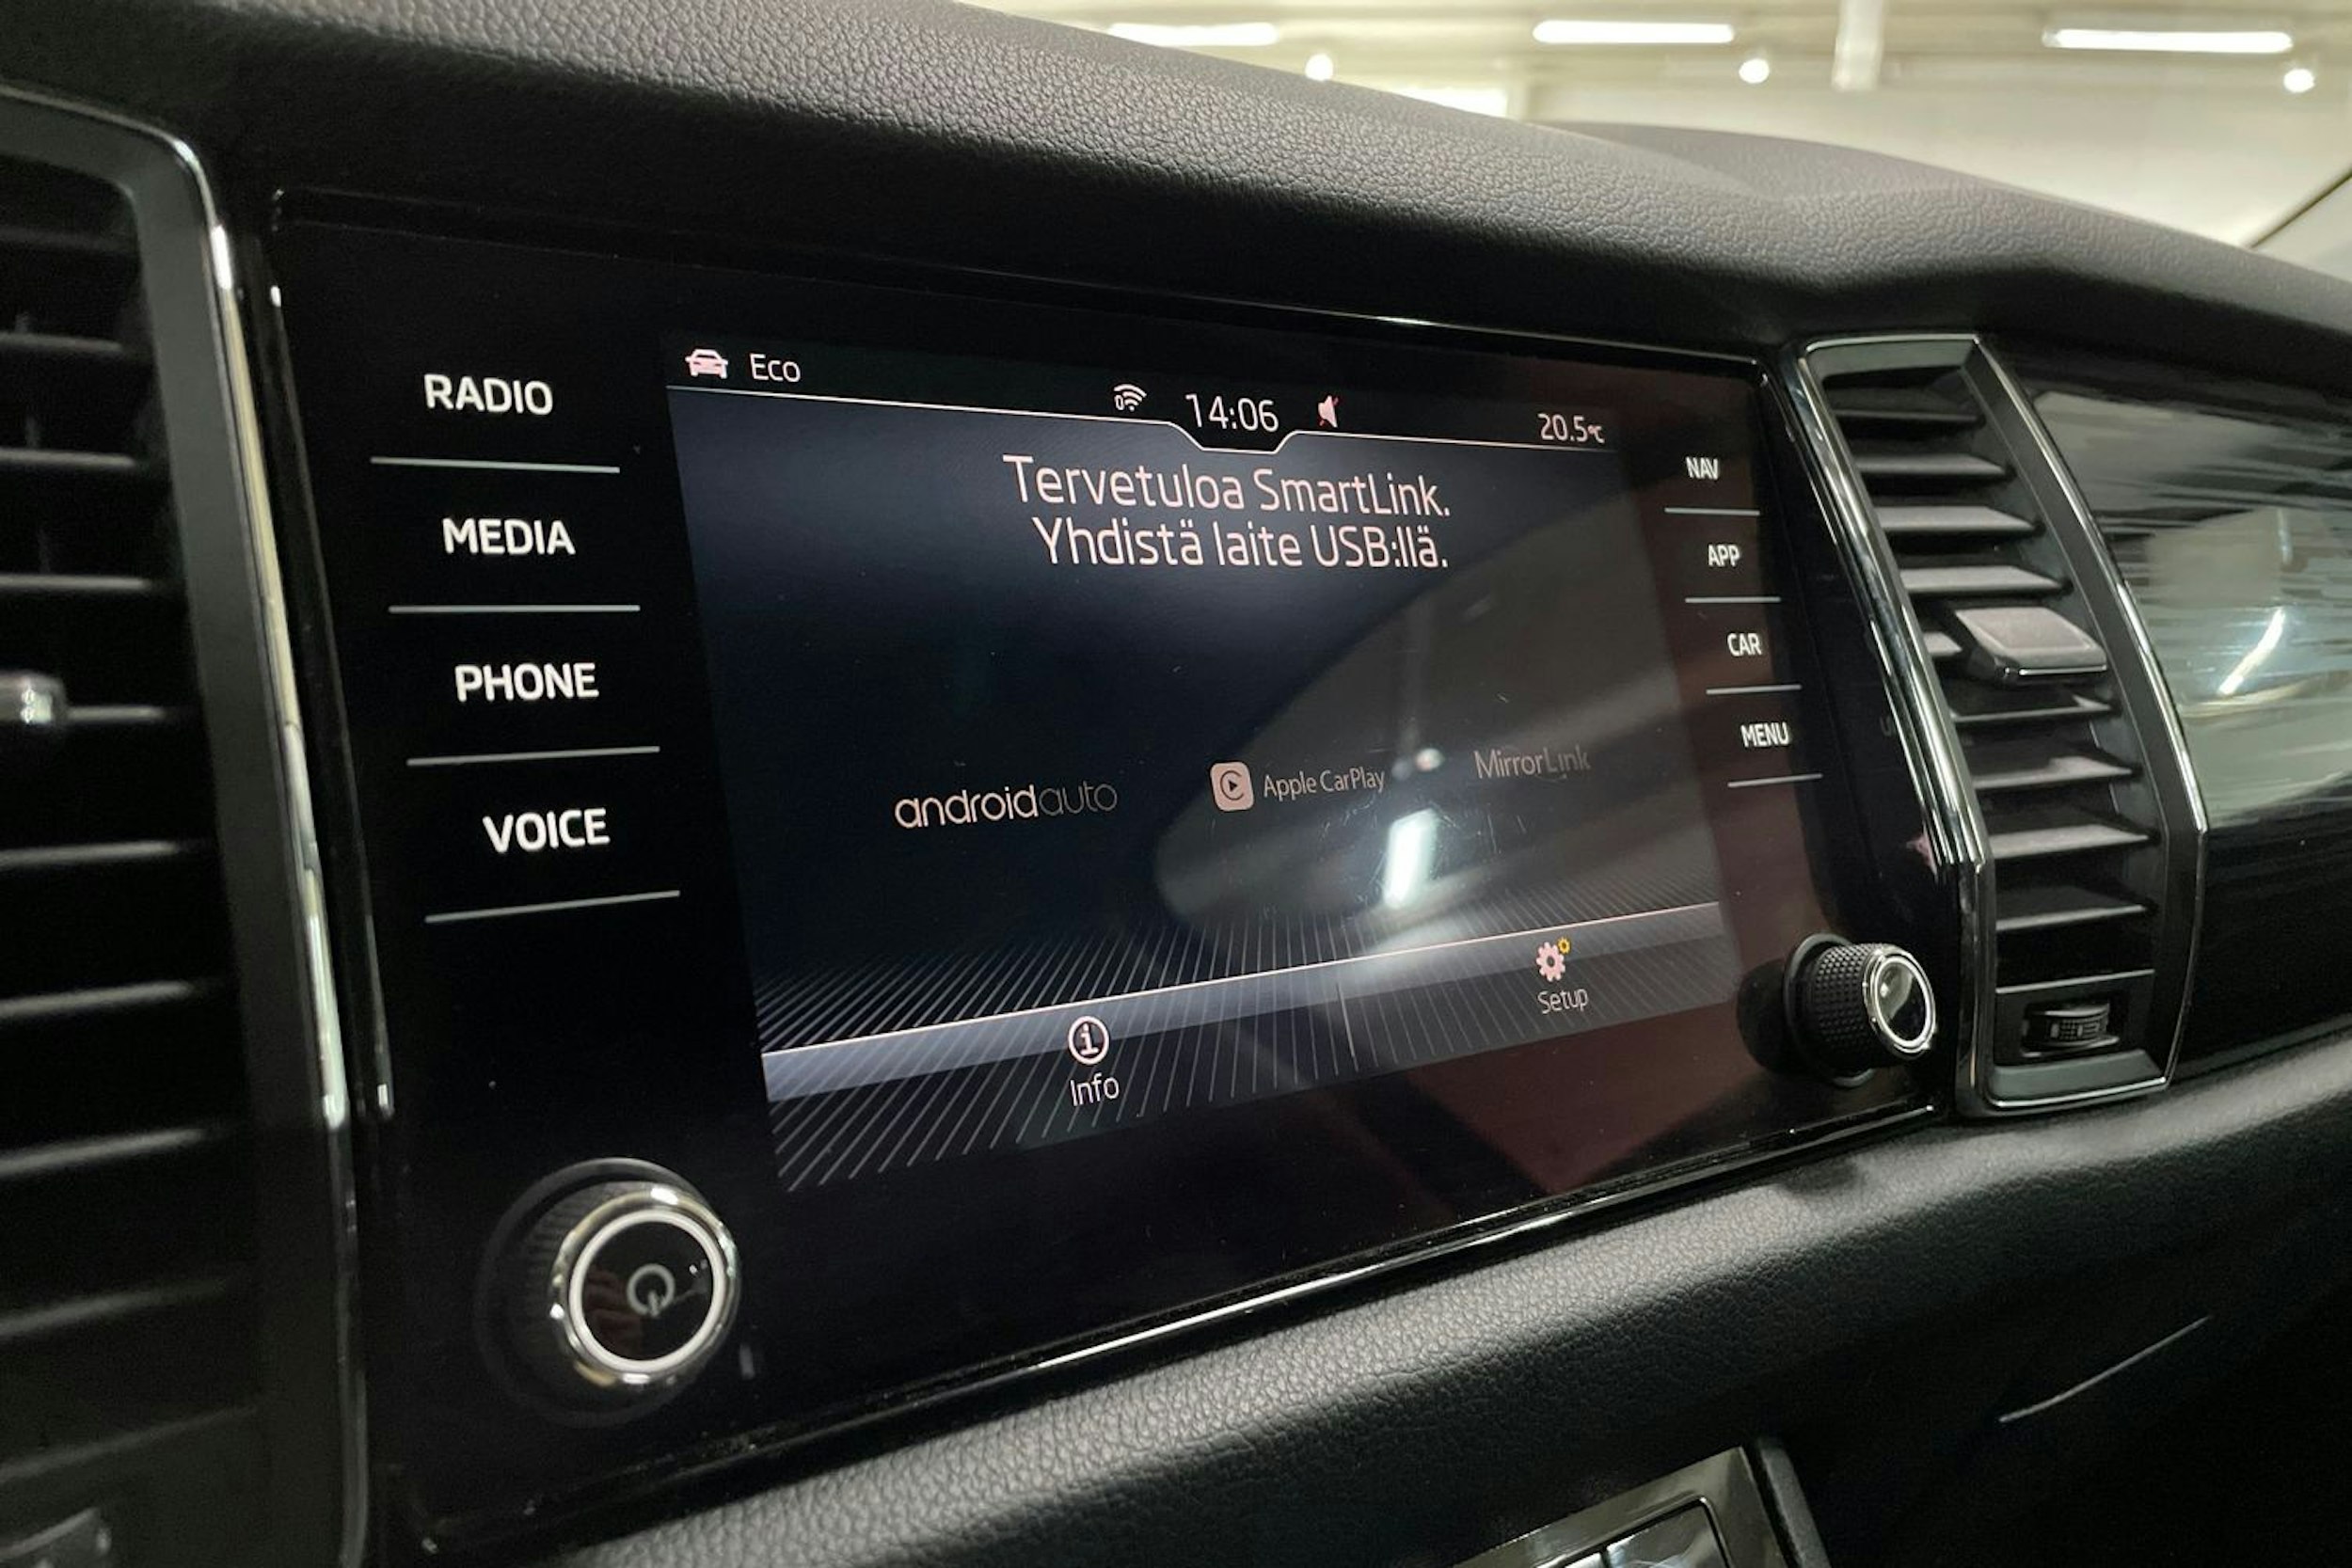 RADIO
MEDIA
PHONE
VOICE
Eco
14:06
20.5°C
Tervetuloa SmartLink.
Yhdistä laite USB:llä.
androidauto
Apple CarPlay
MirrorLink
Info
Setup
NAV
APP
CAR
MENU